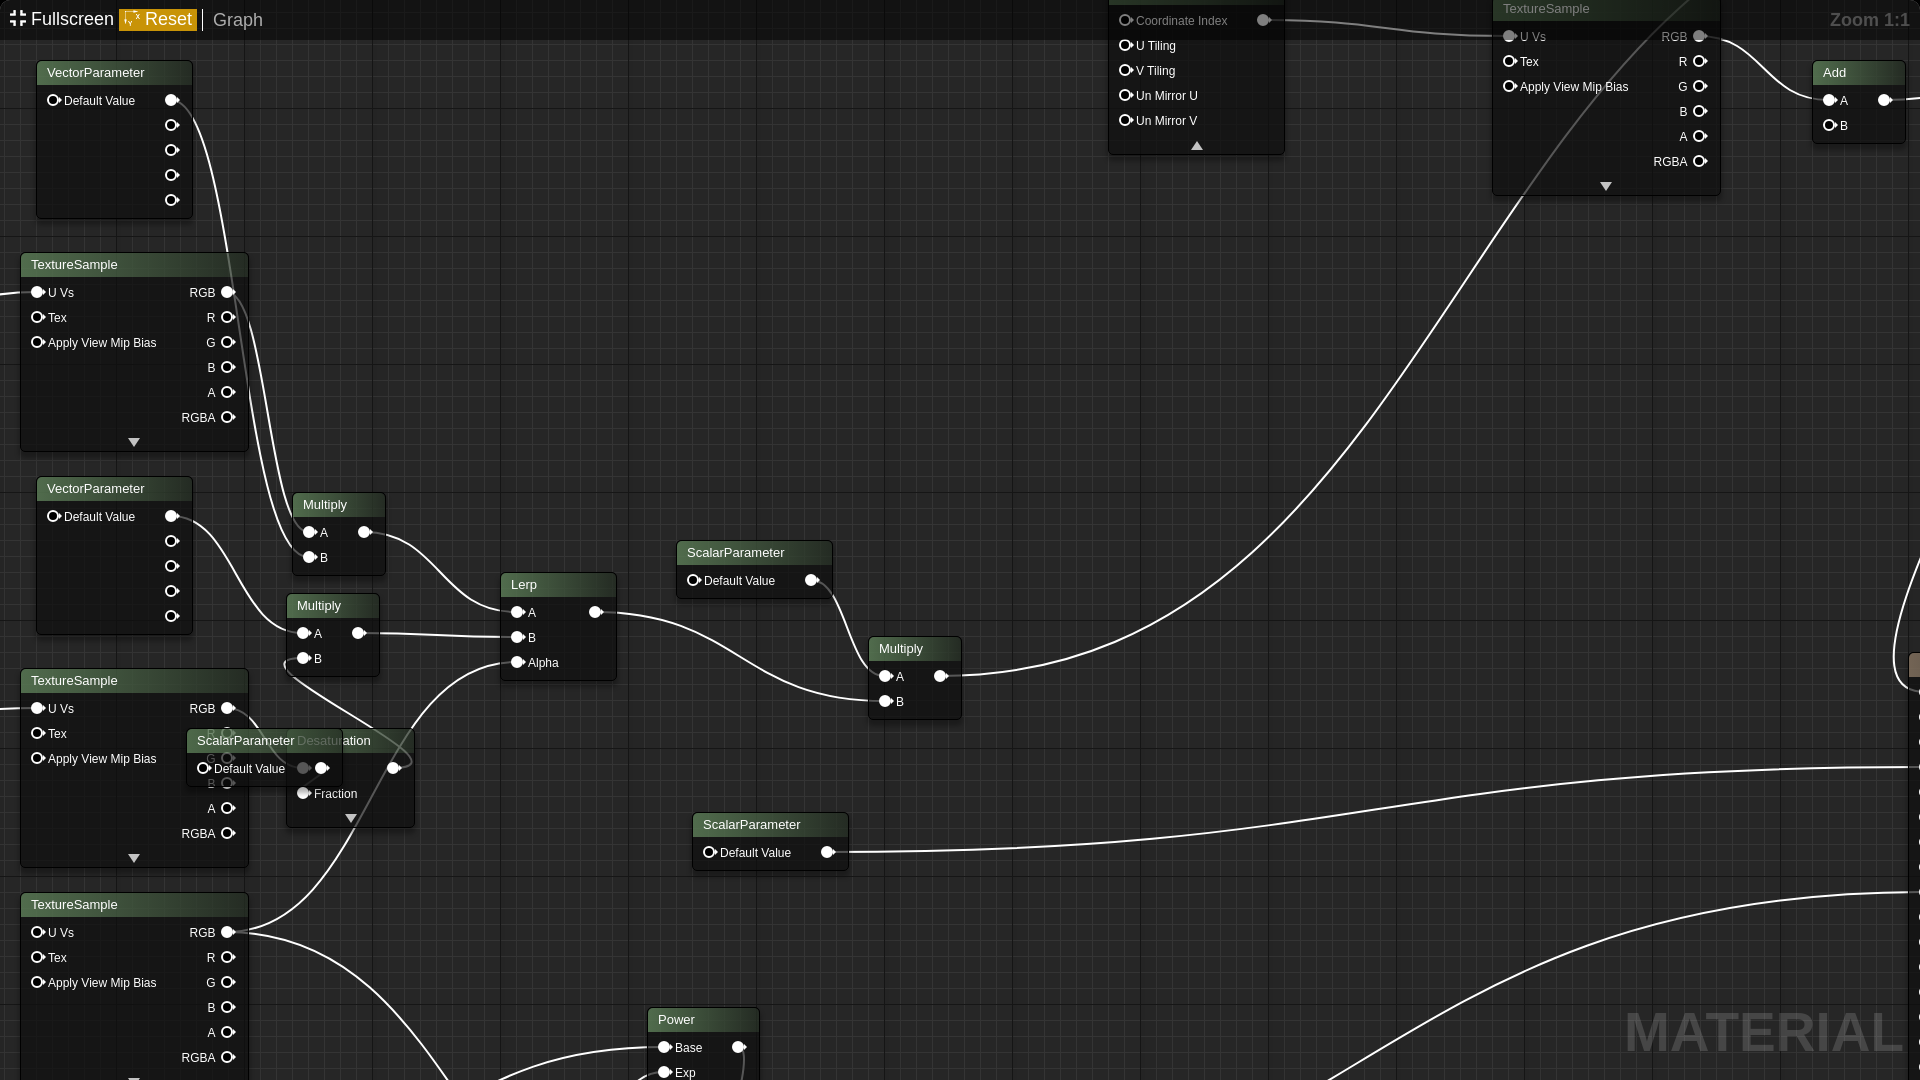 Fullscreen Reset Graph
Zoom 1:1
VectorParameter
Default Value
Coordinate Index
U Tiling
V Tiling
Un Mirror U
Un Mirror V
TextureSample
U Vs RGB
Tex R
Apply View Mip Bias G
B
A
RGBA
Add
A
B
TextureSample
U Vs RGB
Tex R
Apply View Mip Bias G
B
A
RGBA
VectorParameter
Default Value
Multiply
A
B
Multiply
A
B
Lerp
A
B
Alpha
ScalarParameter
Default Value
Multiply
A
B
TextureSample
U Vs RGB
Tex R
Apply View Mip Bias G
B
A
RGBA
ScalarParameter
Default Value
Desaturation
Fraction
ScalarParameter
Default Value
TextureSample
U Vs RGB
Tex R
Apply View Mip Bias G
B
A
RGBA
Power
Base
Exp
MATERIAL